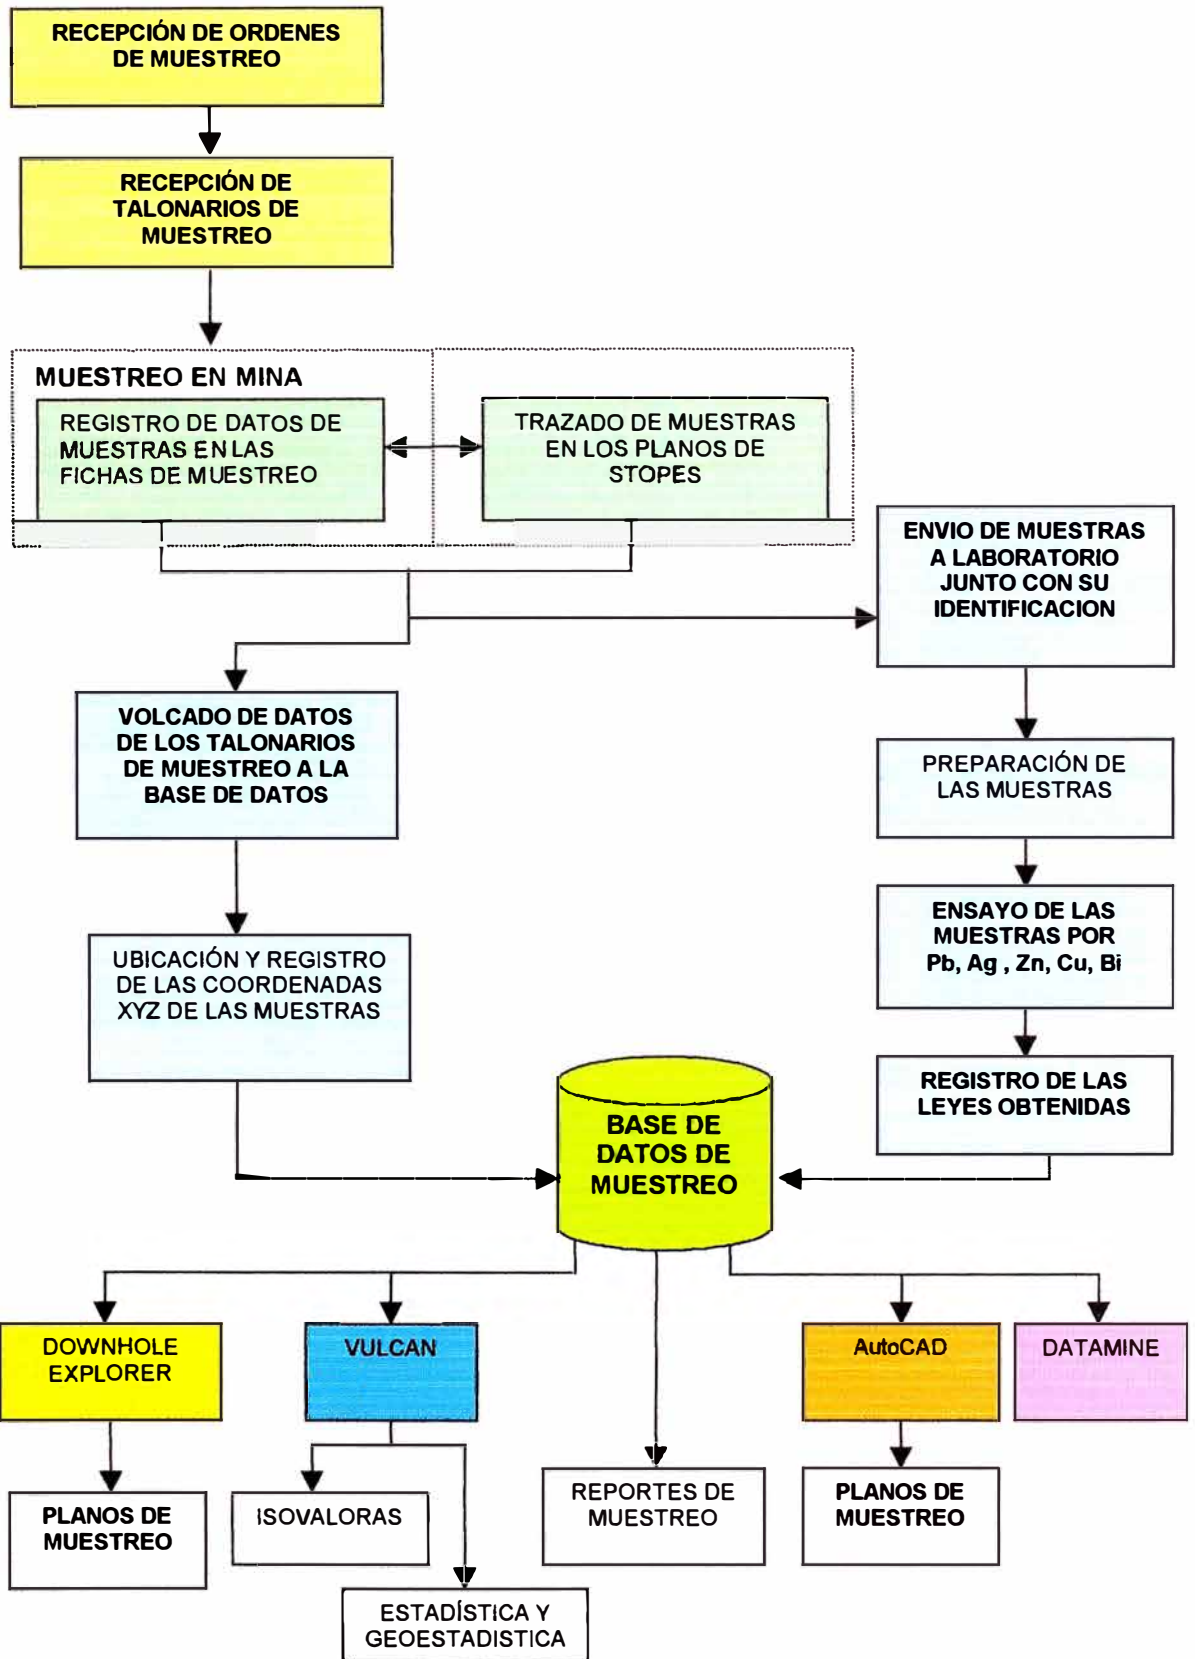 RECEPCIÓN DE ORDENES
DE MUESTREO
RECEPCIÓN DE
TALONARIOS DE
MUESTREO
MUESTREO EN MINA
REGISTRO DE DATOS DE
MUESTRAS EN LAS
FICHAS DE MUESTREO
TRAZADO DE MUESTRAS
EN LOS PLANOS DE
STOPES
ENVIO DE MUESTRAS
A LABORATORIO
JUNTO CON SU
IDENTIFICACION
VOLCADO DE DATOS
DE LOS TALONARIOS
DE MUESTREO A LA
BASE DE DATOS
PREPARACIÓN DE
LAS MUESTRAS
ENSAYO DE LAS
MUESTRAS POR
Pb, Ag , Zn, Cu, Bi
UBICACIÓN Y REGISTRO
DE LAS COORDENADAS
XYZ DE LAS MUESTRAS
REGISTRO DE LAS
LEYES OBTENIDAS
BASE DE
DATOS DE
MUESTREO
DOWNHOLE
EXPLORER
VULCAN
AutoCAD
DATAMINE
PLANOS DE
MUESTREO
ISOVALORAS
REPORTES DE
MUESTREO
PLANOS DE
MUESTREO
ESTADÍSTICA Y
GEOESTADISTICA